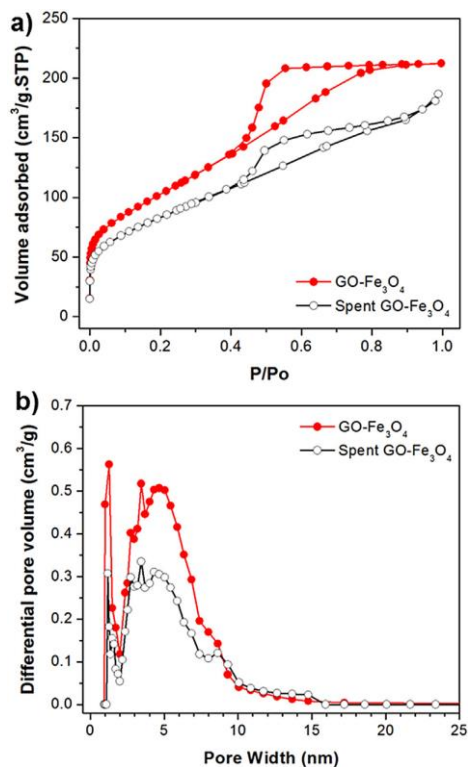 a)
250
200
150
100
50
0
Volume adsorbed (cm³/g.STP)
GO-Fe₃O₄
Spent GO-Fe₃O₄
0.0 0.2 0.4 0.6 0.8 1.0
P/Po
b)
0.7
0.6
0.5
0.4
0.3
0.2
0.1
0.0
Differential pore volume (cm³/g)
GO-Fe₃O₄
Spent GO-Fe₃O₄
0 5 10 15 20 25
Pore Width (nm)